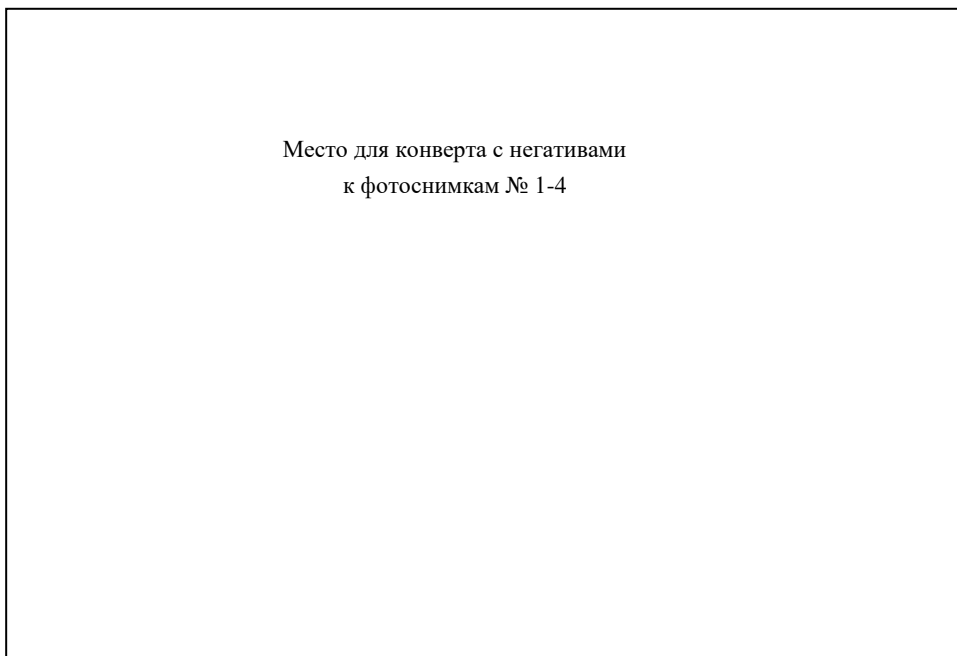 Место для конверта с негативами
к фотоснимкам № 1-4